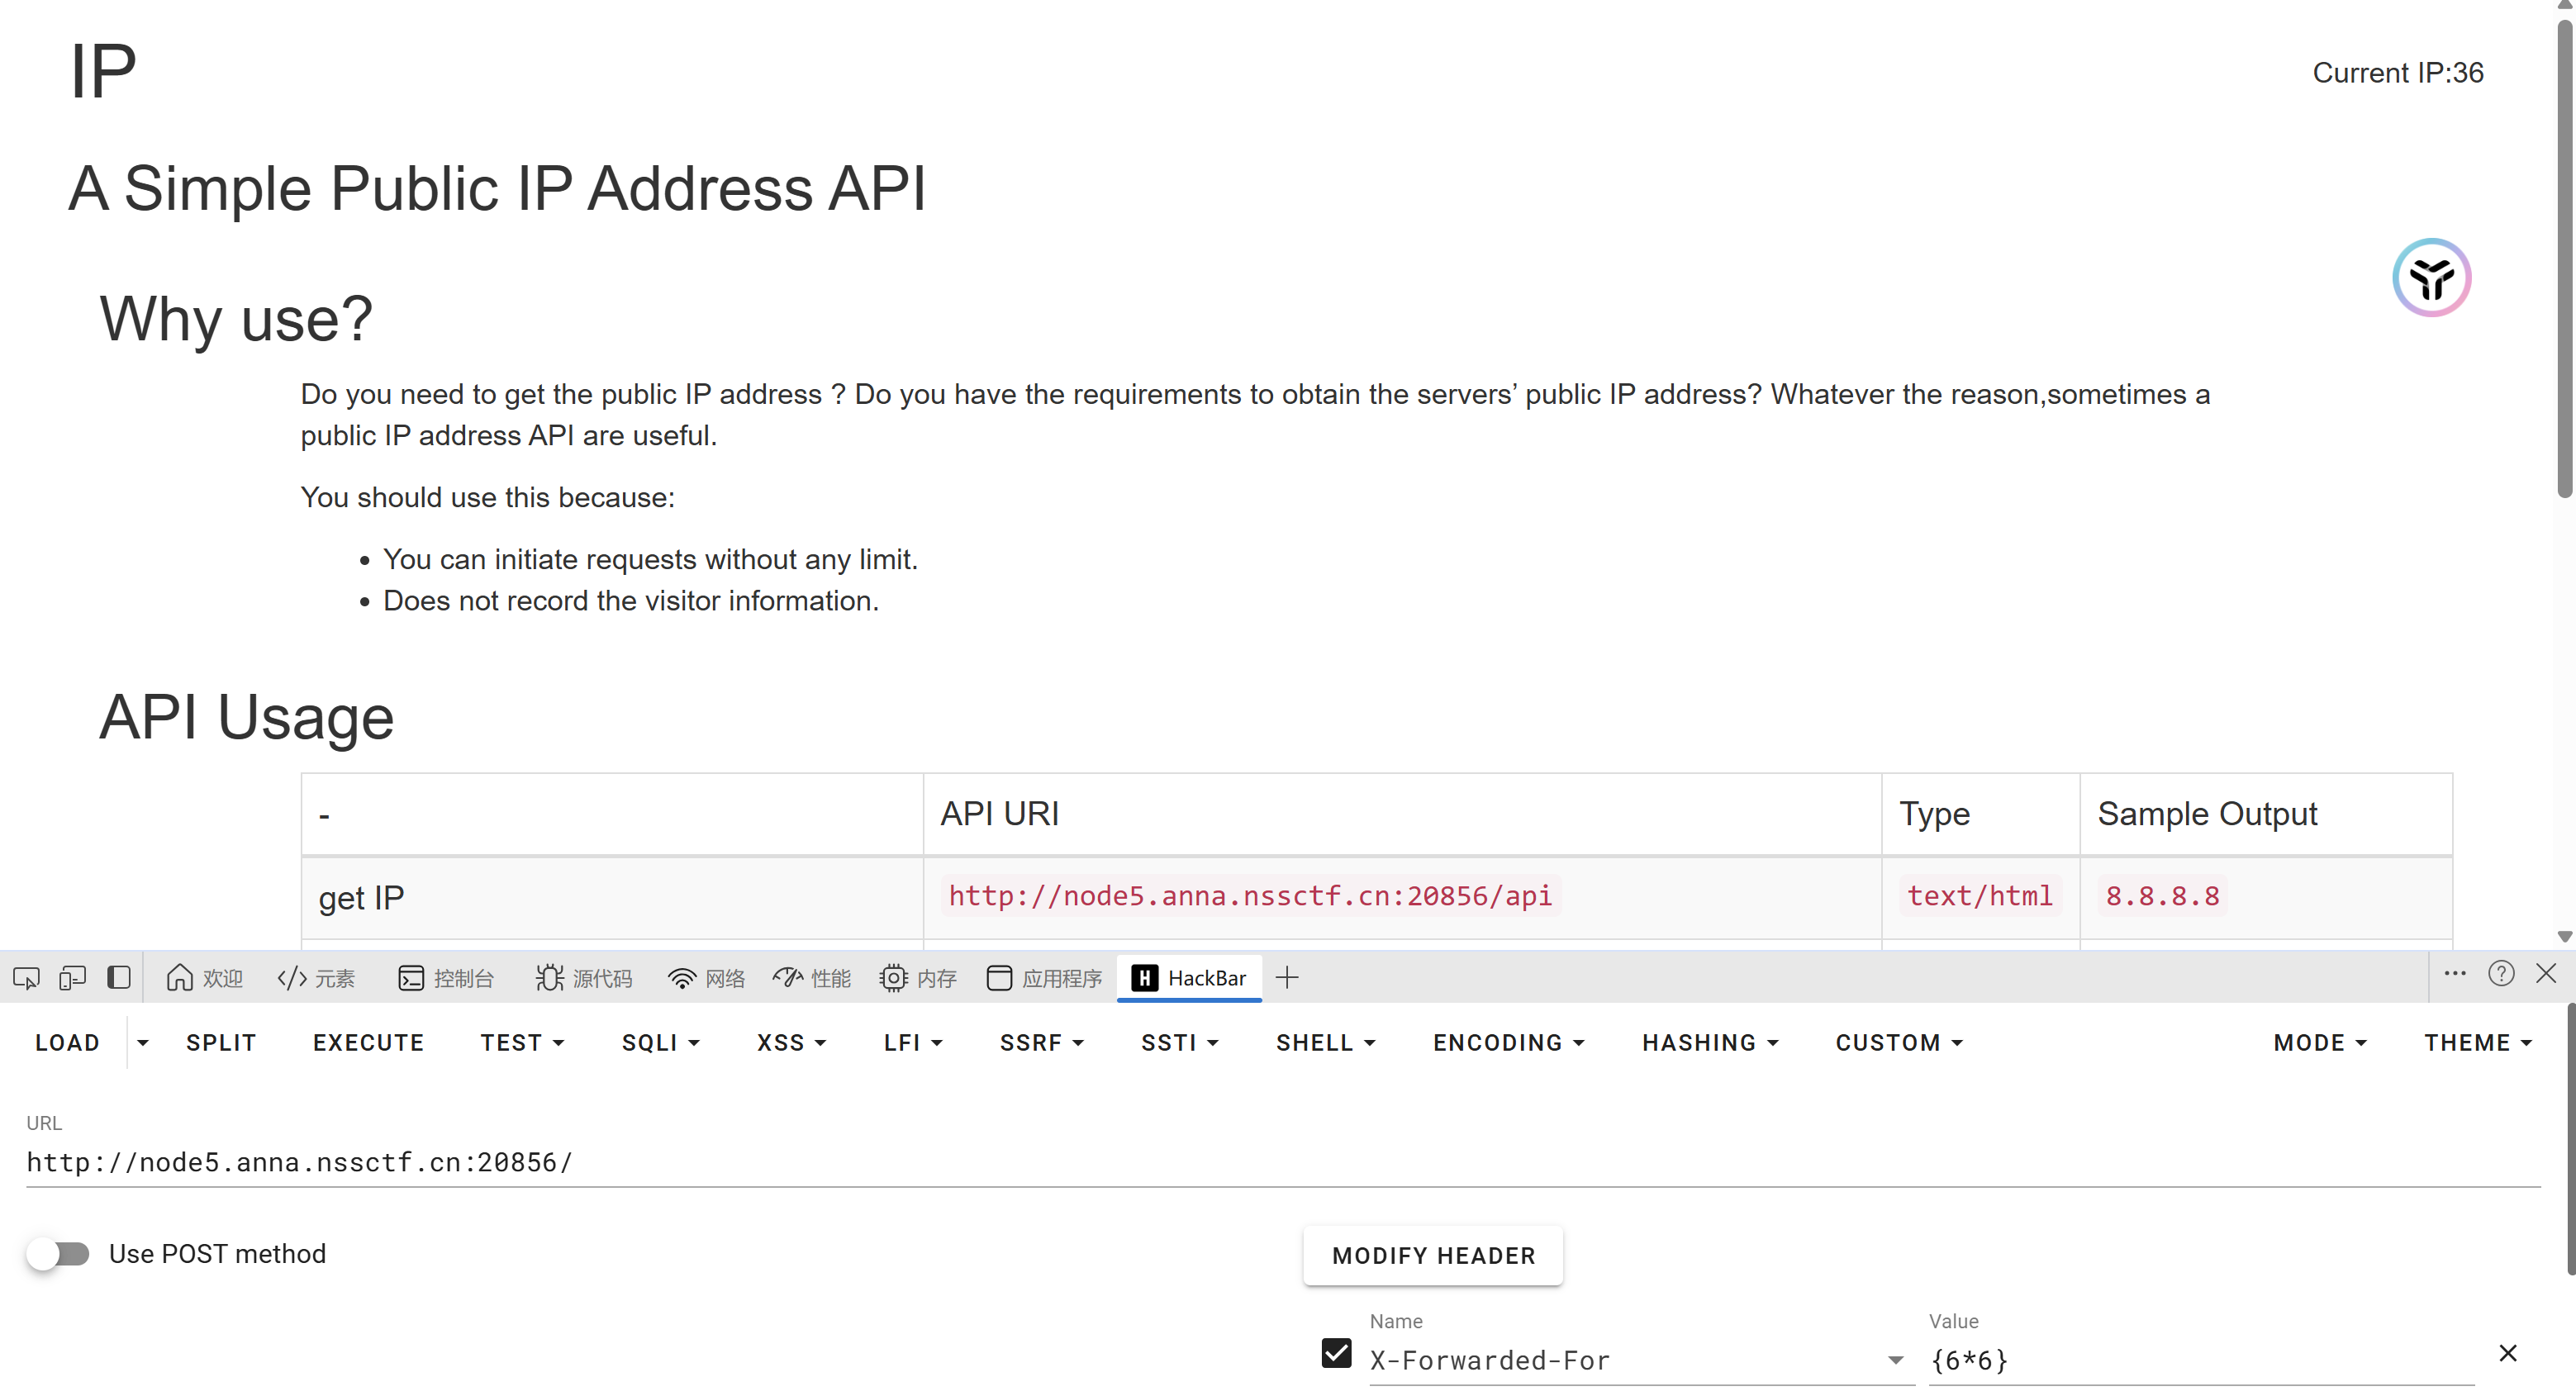 IP
Current IP:36
A Simple Public IP Address API
Why use?
Do you need to get the public IP address ? Do you have the requirements to obtain the servers’ public IP address? Whatever the reason,sometimes a
public IP address API are useful.
You should use this because:
• You can initiate requests without any limit.
• Does not record the visitor information.
API Usage
- API URI Type Sample Output
get IP http://node5.anna.nssctf.cn:20856/api text/html 8.8.8.8
欢迎 </> 元素 控制台 源代码 网络 性能 内存 应用程序 H HackBar
LOAD SPLIT EXECUTE TEST SQLI XSS LFI SSRF SSTI SHELL ENCODING HASHING CUSTOM MODE THEME
URL
http://node5.anna.nssctf.cn:20856/
Use POST method
MODIFY HEADER
Name Value
X-Forwarded-For {6*6}